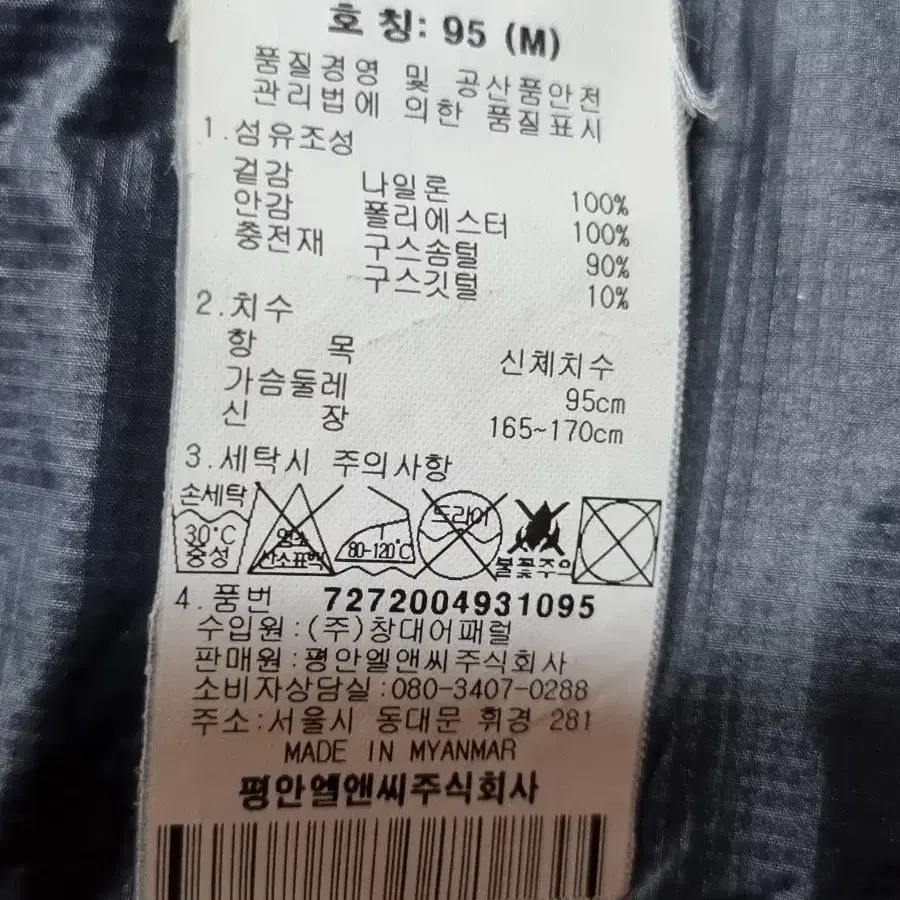 호 칭: 95 (M)
품질경영 및 공산품안전
관리법에 의한 품질표시
1.섬유조성
겉감 나일론 100%
안감 폴리에스터 100%
충전재 구스솜털 90%
구스깃털 10%
2.치수
항 목 신체치수
가슴둘레 95cm
신 장 165~170cm
3.세탁시 주의사항
손세탁
30°C
중성
염소
산소표백
80-120°C
드라이
불꽃주의
4.품번 7272004931095
수입원:(주)창대어패럴
판매원:평안엘앤씨주식회사
소비자상담실:080-3407-0288
주소:서울시 동대문 휘경 281
MADE IN MYANMAR
평안엘앤씨주식회사